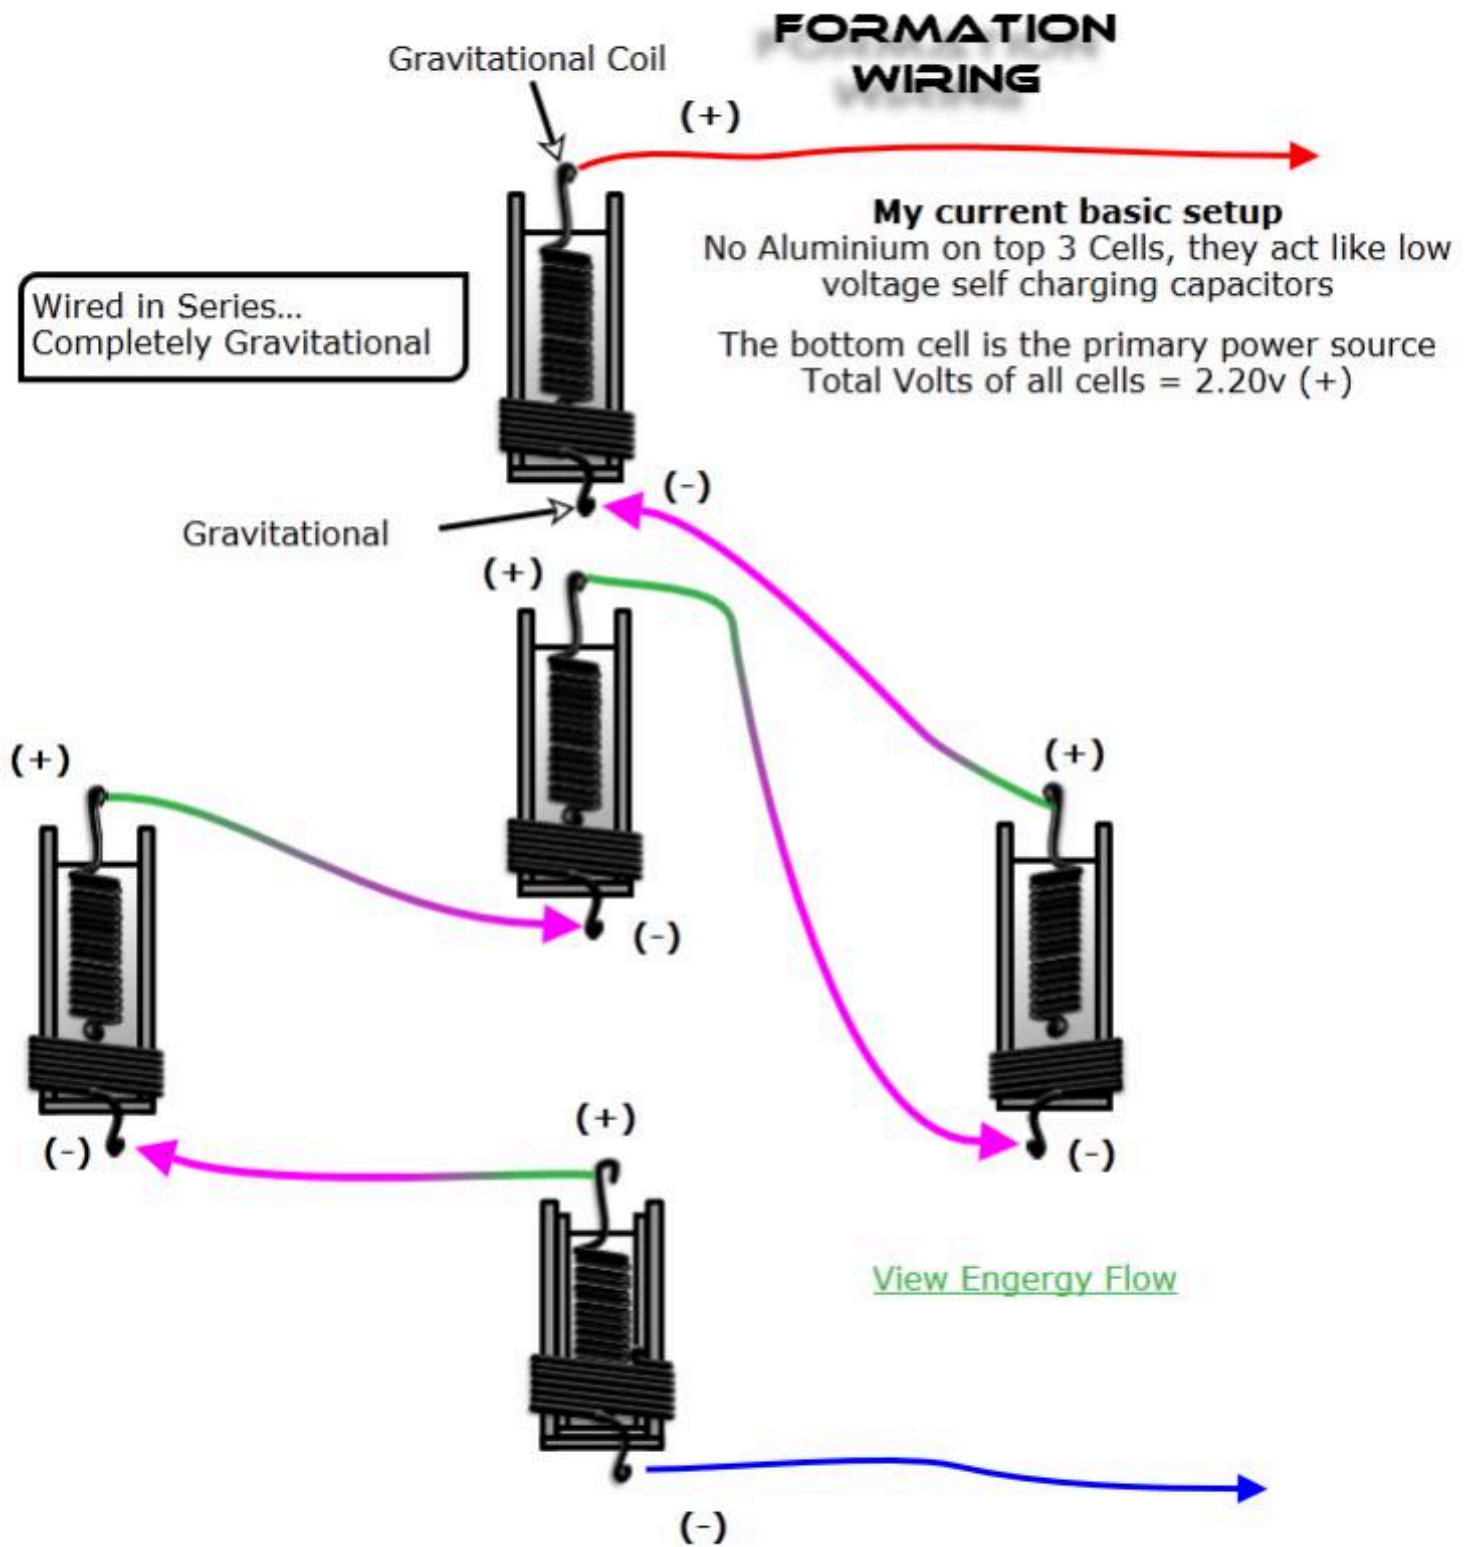 FORMATION
WIRING
Gravitational Coil
(+)
My current basic setup
No Aluminium on top 3 Cells, they act like low
voltage self charging capacitors
The bottom cell is the primary power source
Total Volts of all cells = 2.20v (+)
Wired in Series...
Completely Gravitational
(-)
Gravitational
(+)
(+)
(+)
(-)
(+)
(-)
(-)
View Engergy Flow
(-)